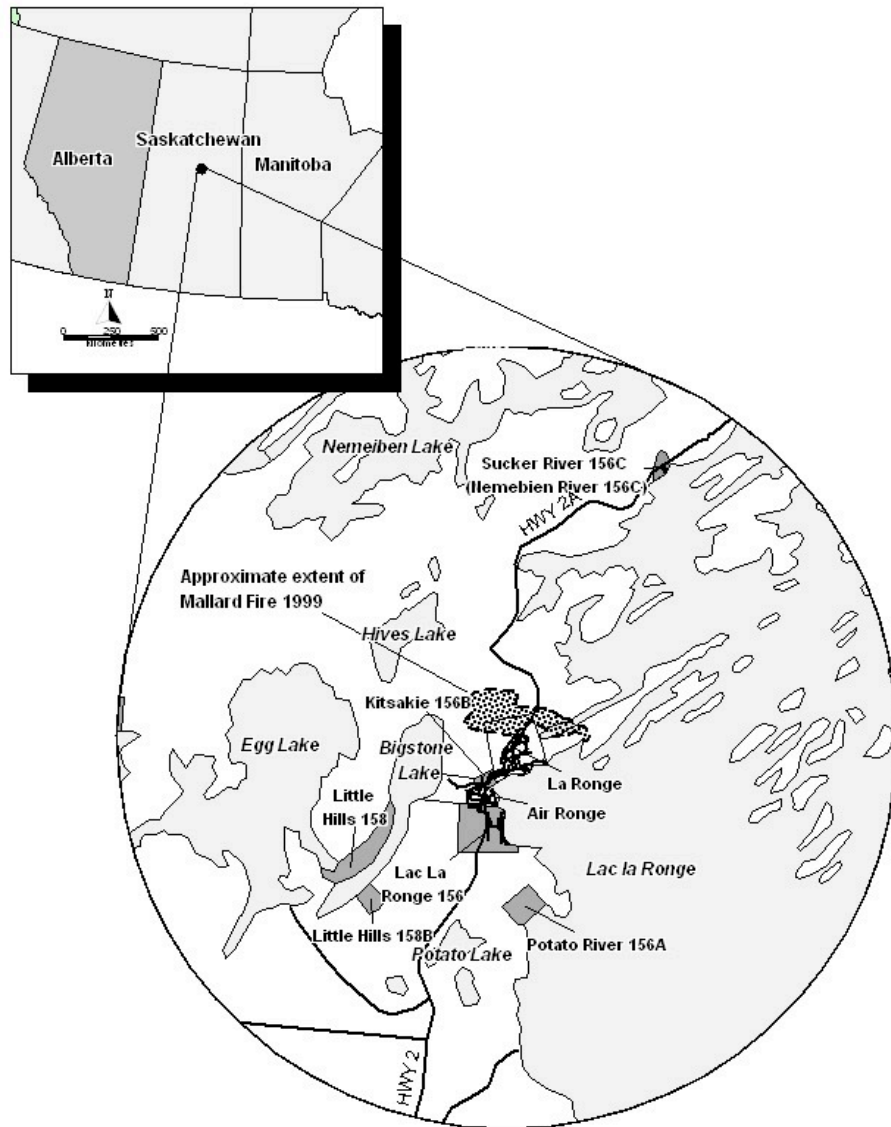 Saskatchewan
Alberta
Manitoba
N
0 250 500
kilometres
Nemeiben Lake
Sucker River 156C
(Nemebien River 156C)
HWY 2A
Approximate extent of
Mallard Fire 1999
Hives Lake
Kitsakie 156B
Egg Lake
Bigstone
Lake
La Ronge
Air Ronge
Little
Hills 158
Lac La
Ronge 156
Lac la Ronge
Little Hills 158B
Potato Lake
Potato River 156A
HWY 2